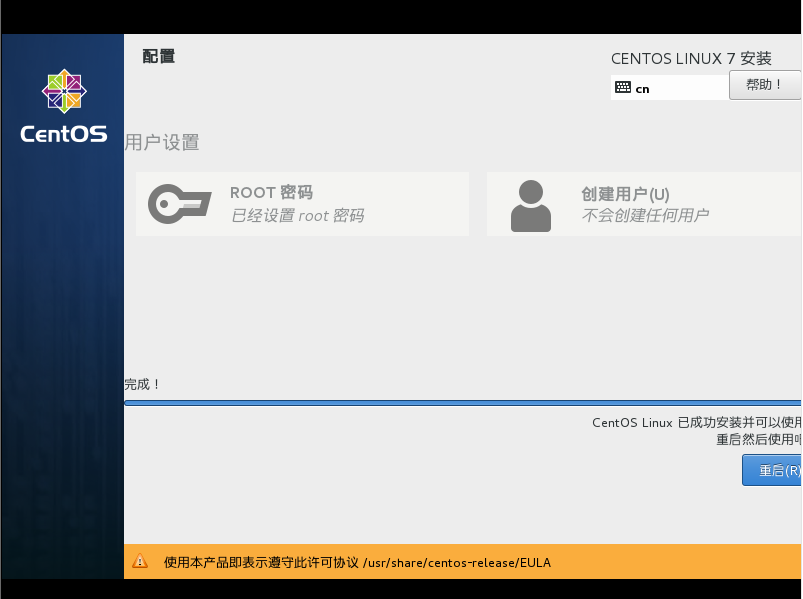 配置
CENTOS LINUX 7 安装
cn
帮助！
CentOS
用户设置
ROOT 密码
已经设置 root 密码
创建用户(U)
不会创建任何用户
完成！
CentOS Linux 已成功安装并可以使用
重启然后使用吧
重启(R)
使用本产品即表示遵守此许可协议 /usr/share/centos-release/EULA